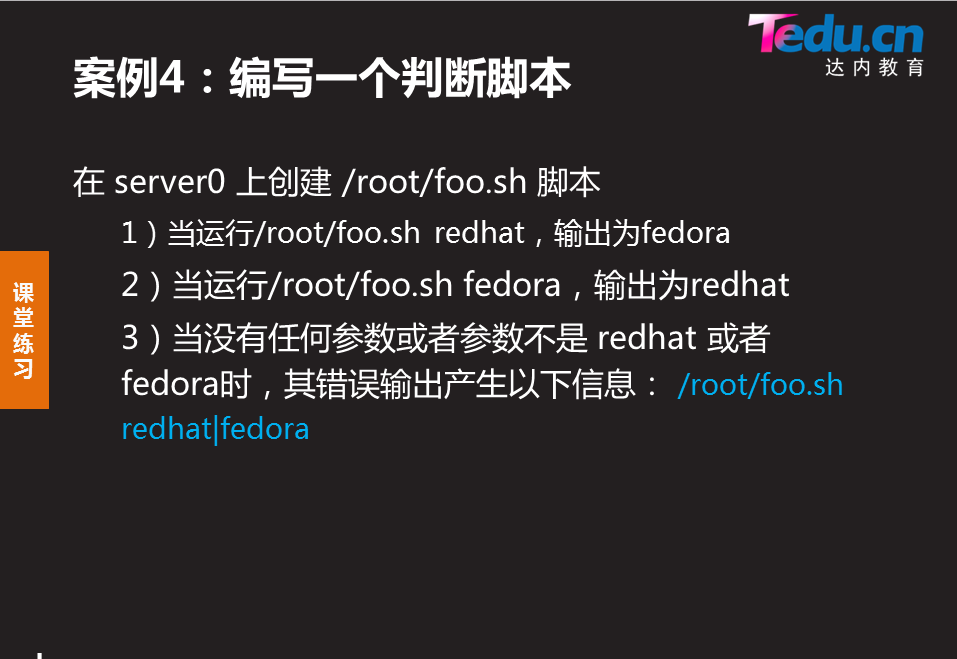 Tedu.cn
达内教育
案例4：编写一个判断脚本
在 server0 上创建 /root/foo.sh 脚本
1）当运行/root/foo.sh redhat，输出为fedora
2）当运行/root/foo.sh fedora，输出为redhat
3）当没有任何参数或者参数不是 redhat 或者
fedora时，其错误输出产生以下信息： /root/foo.sh
redhat|fedora
课堂练习